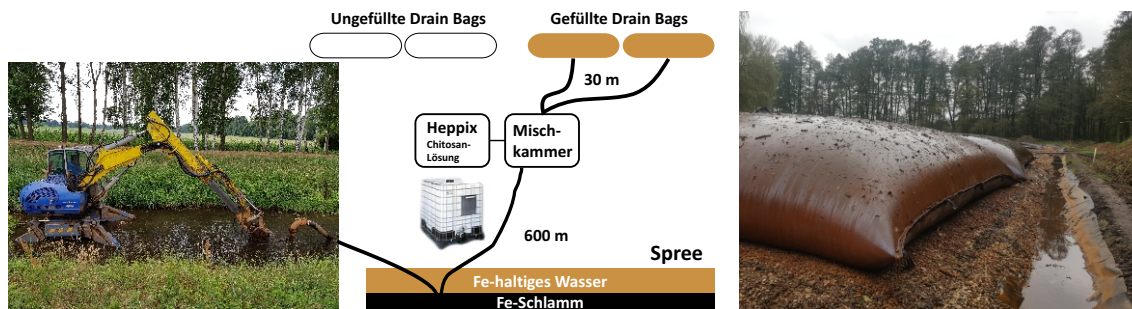 Ungefüllte Drain Bags
Gefüllte Drain Bags
30 m
Heppix
Chitosan-
Lösung
Misch-
kammer
600 m
Spree
Fe-haltiges Wasser
Fe-Schlamm